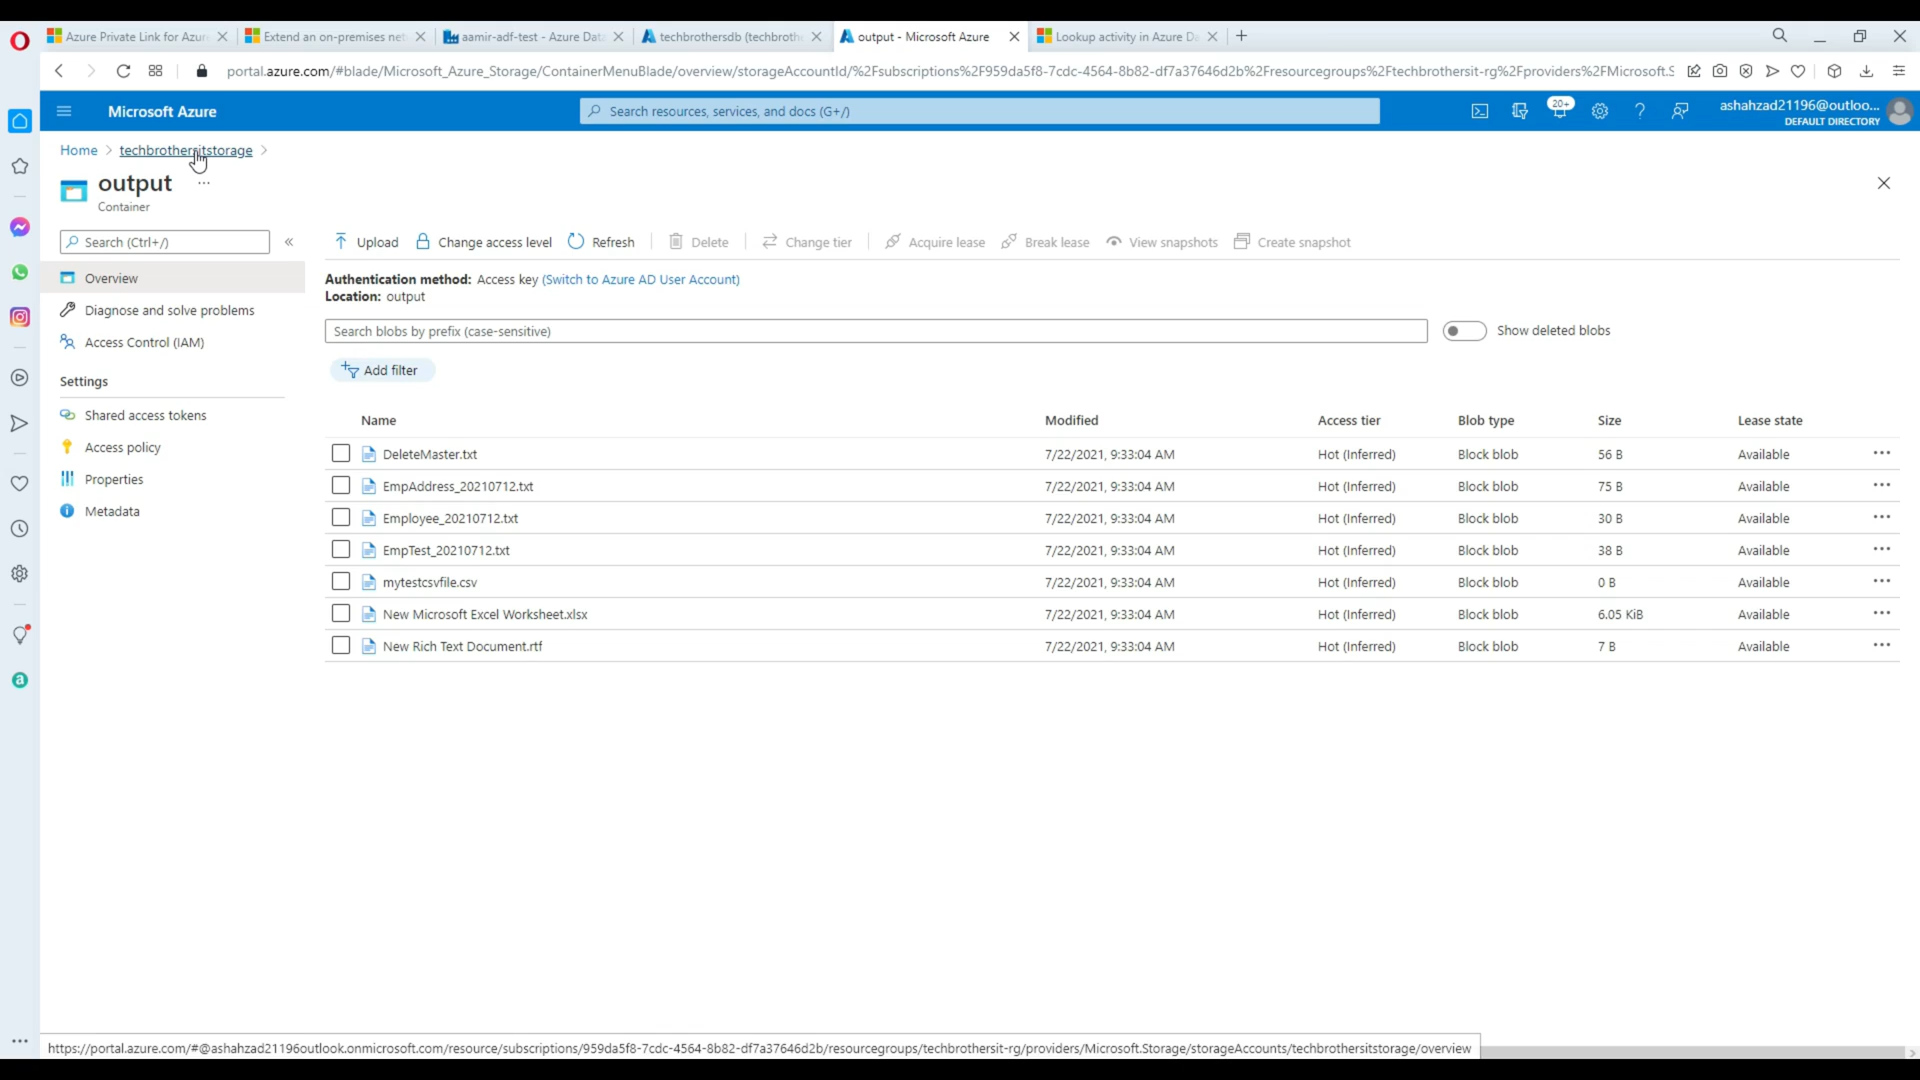 Azure Private Link for Azure
Extend an on-premises net
aamir-adf-test - Azure Data
techbrothersdb (techbroth
output - Microsoft Azure
Lookup activity in Azure Da
portal.azure.com/#blade/Microsoft_Azure_Storage/ContainerMenuBlade/overview/storageAccountId/%2Fsubscriptions%2F959da5f8-7cdc-4564-8b82-df7a37646d2b%2Fresourcegroups%2Ftechbrothersit-rg%2Fproviders%2FMicrosoft.S
Microsoft Azure
Search resources, services, and docs (G+/)
20+
ashahzad21196@outloo...
DEFAULT DIRECTORY
Home > techbrothersitstorage >
output ...
Container
Search (Ctrl+/)
«
Upload Change access level Refresh Delete Change tier Acquire lease Break lease View snapshots Create snapshot
Overview
Diagnose and solve problems
Access Control (IAM)
Settings
Shared access tokens
Access policy
Properties
Metadata
Authentication method: Access key (Switch to Azure AD User Account)
Location: output
Search blobs by prefix (case-sensitive)
Show deleted blobs
Add filter
Name Modified Access tier Blob type Size Lease state
DeleteMaster.txt 7/22/2021, 9:33:04 AM Hot (Inferred) Block blob 56 B Available ...
EmpAddress_20210712.txt 7/22/2021, 9:33:04 AM Hot (Inferred) Block blob 75 B Available ...
Employee_20210712.txt 7/22/2021, 9:33:04 AM Hot (Inferred) Block blob 30 B Available ...
EmpTest_20210712.txt 7/22/2021, 9:33:04 AM Hot (Inferred) Block blob 38 B Available ...
mytestcsvfile.csv 7/22/2021, 9:33:04 AM Hot (Inferred) Block blob 0 B Available ...
New Microsoft Excel Worksheet.xlsx 7/22/2021, 9:33:04 AM Hot (Inferred) Block blob 6.05 KiB Available ...
New Rich Text Document.rtf 7/22/2021, 9:33:04 AM Hot (Inferred) Block blob 7 B Available ...
https://portal.azure.com/#@ashahzad21196outlook.onmicrosoft.com/resource/subscriptions/959da5f8-7cdc-4564-8b82-df7a37646d2b/resourcegroups/techbrothersit-rg/providers/Microsoft.Storage/storageAccounts/techbrothersitstorage/overview